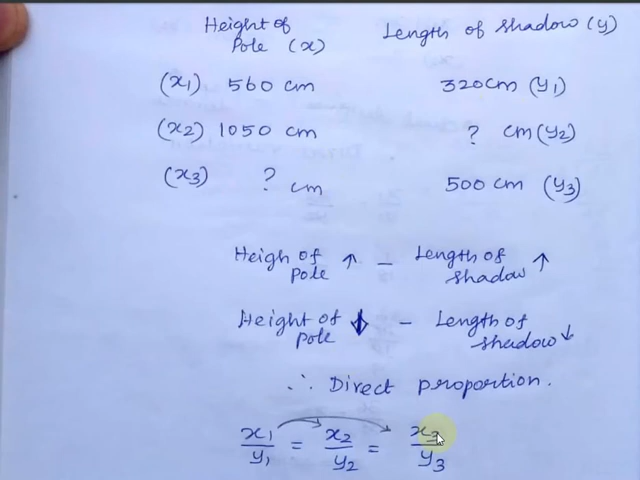 Height of Pole (x) Length of shadow (y)
(x1) 560 cm 320cm (y1)
(x2) 1050 cm ? cm (y2)
(x3) ? cm 500 cm (y3)
Heigh of pole ↑ – Length of shadow ↑
Height of pole ↓ – Length of shadow ↓
∴ Direct proportion.
x1/y1 = x2/y2 = x3/y3